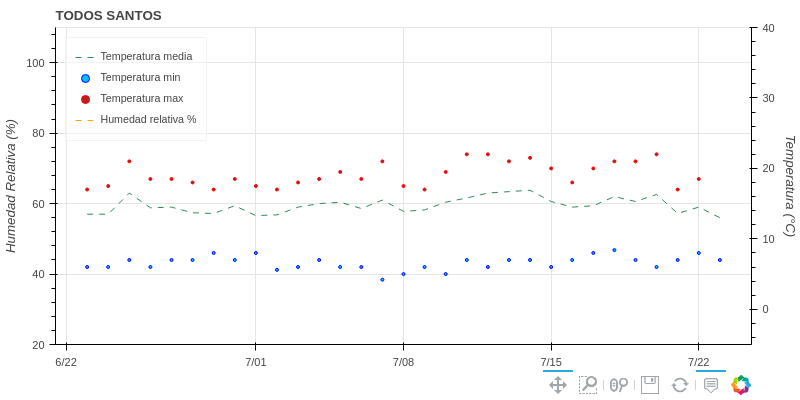 TODOS SANTOS
Temperatura media
Temperatura min
Temperatura max
Humedad relativa %
Humedad Relativa (%)
100
80
60
40
20
Temperatura (°C)
40
30
20
10
0
6/22 7/01 7/08 7/15 7/22